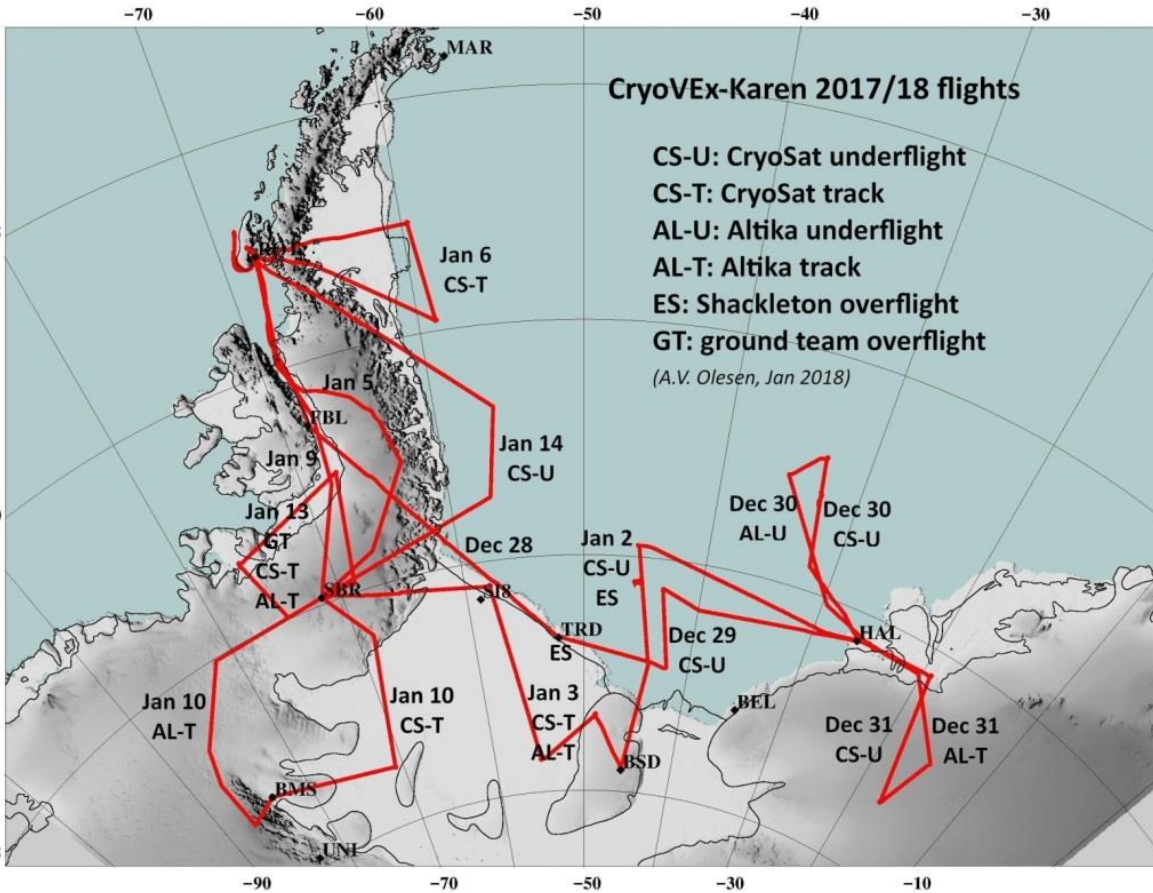 −70
−60
−50
−40
−30
MAR
CryoVEx-Karen 2017/18 flights
CS-U: CryoSat underflight
CS-T: CryoSat track
AL-U: Altika underflight
AL-T: Altika track
ES: Shackleton overflight
GT: ground team overflight
(A.V. Olesen, Jan 2018)
Jan 6
CS-T
Jan 5
FBL
Jan 9
Jan 14
CS-U
Jan 13
GT
CS-T
AL-T
SBR
Dec 28
SI8
TRD
ES
Jan 2
CS-U
ES
Dec 29
CS-U
Dec 30
AL-U
Dec 30
CS-U
HAL
Jan 10
AL-T
Jan 10
CS-T
Jan 3
CS-T
AL-T
BSD
BEL
Dec 31
CS-U
Dec 31
AL-T
BMS
UNI
−90
−70
−50
−30
−10